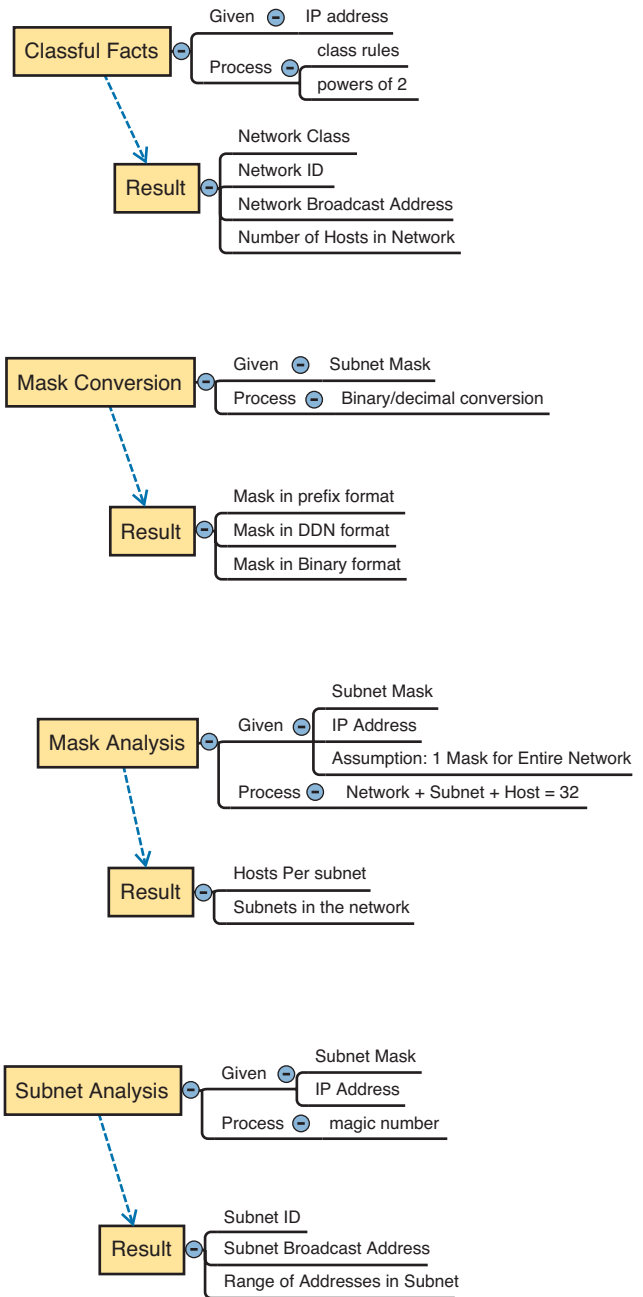 Classful Facts
Given
IP address
Process
class rules
powers of 2
Result
Network Class
Network ID
Network Broadcast Address
Number of Hosts in Network
Mask Conversion
Given
Subnet Mask
Process
Binary/decimal conversion
Result
Mask in prefix format
Mask in DDN format
Mask in Binary format
Mask Analysis
Given
Subnet Mask
IP Address
Assumption: 1 Mask for Entire Network
Process
Network + Subnet + Host = 32
Result
Hosts Per subnet
Subnets in the network
Subnet Analysis
Given
Subnet Mask
IP Address
Process
magic number
Result
Subnet ID
Subnet Broadcast Address
Range of Addresses in Subnet